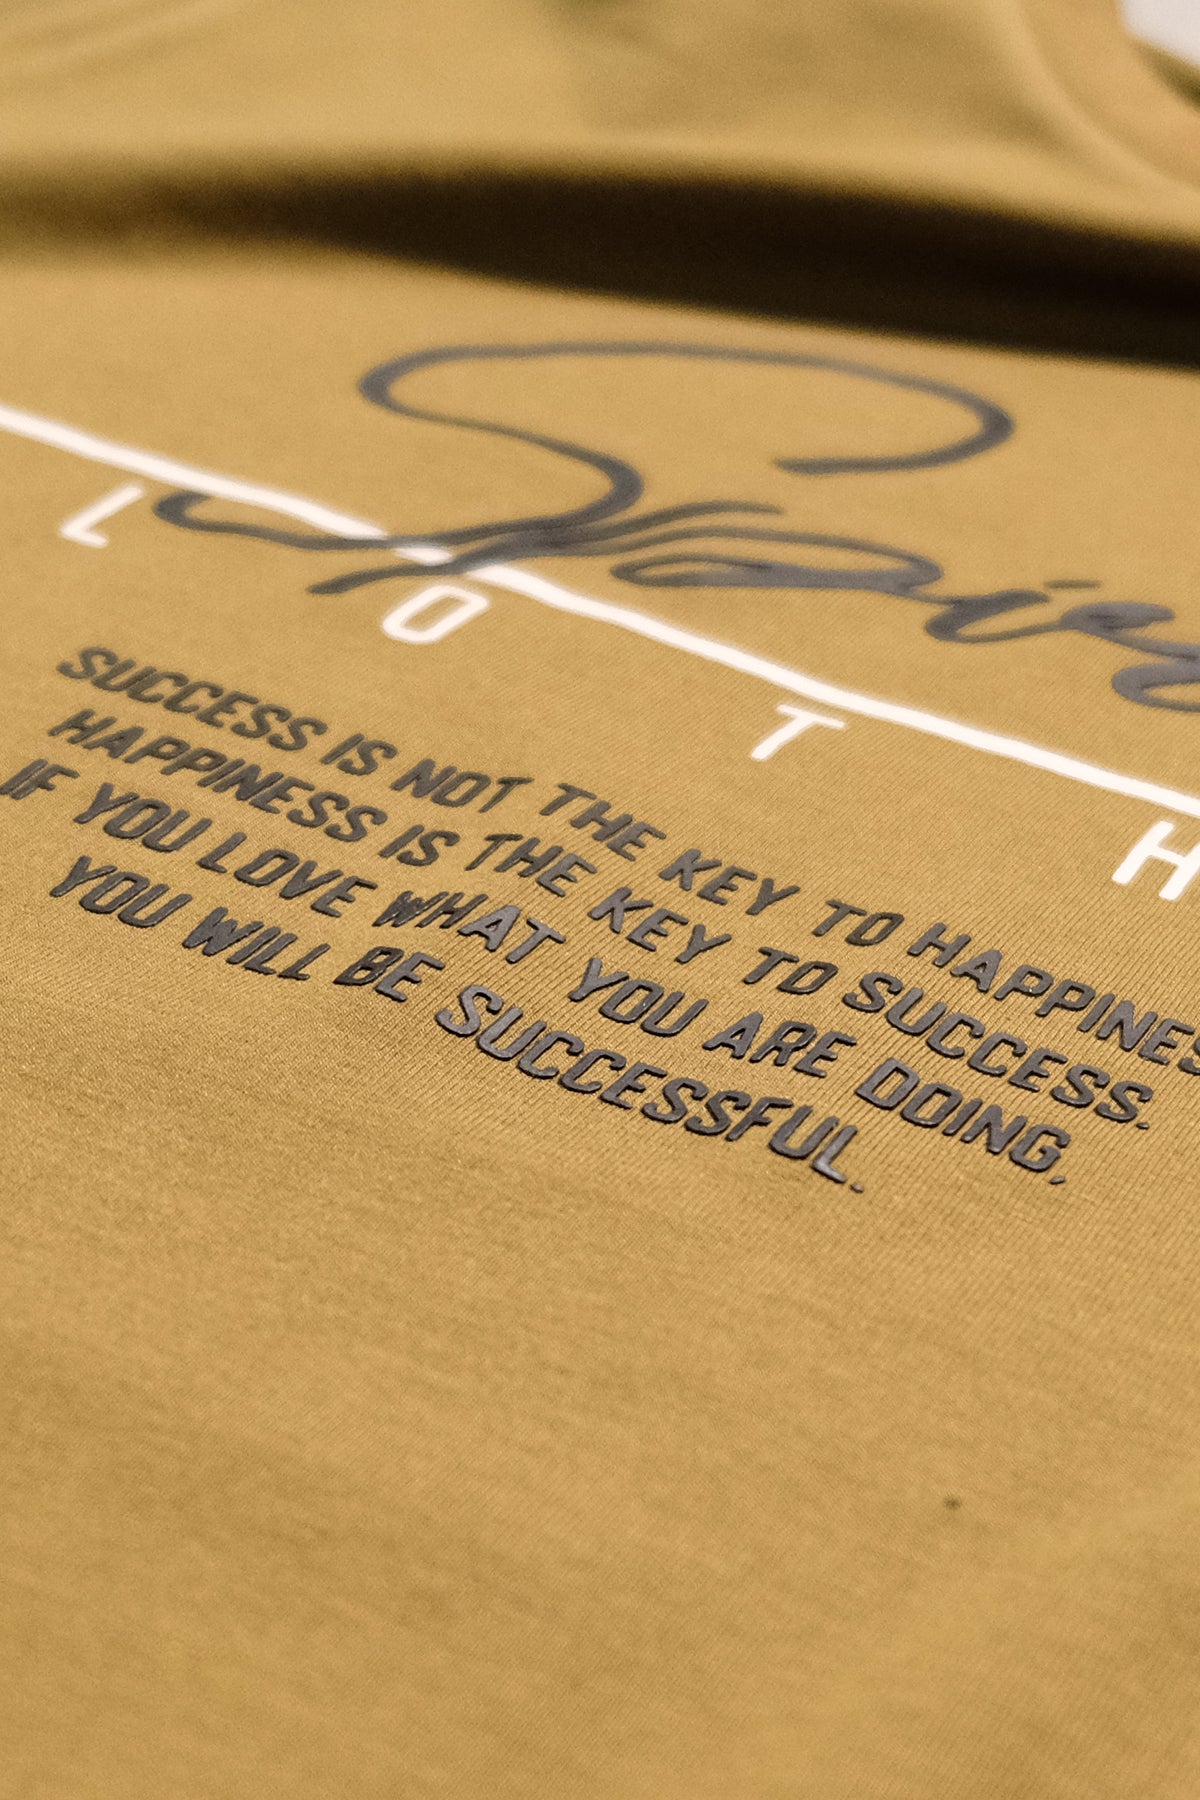 L O T H
SUCCESS IS NOT THE KEY TO HAPPINES
HAPPINESS IS THE KEY TO SUCCESS.
IF YOU LOVE WHAT YOU ARE DOING,
YOU WILL BE SUCCESSFUL.